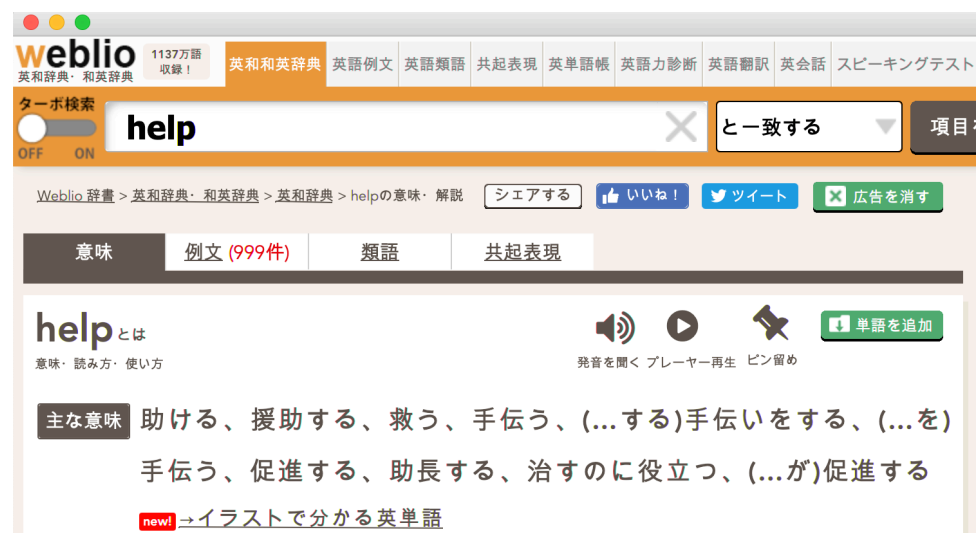 weblio 1137万語
英和辞典・和英辞典 収録！
英和和英辞典 英語例文 英語類語 共起表現 英単語帳 英語力診断 英語翻訳 英会話 スピーキングテスト
ターボ検索
help と一致する 項目
OFF ON
Weblio 辞書 > 英和辞典・和英辞典 > 英和辞典 > helpの意味・解説 シェアする いいね！ ツイート 広告を消す
意味 例文 (999件) 類語 共起表現
helpとは
意味・読み方・使い方
発音を聞く プレーヤー再生 ピン留め
単語を追加
主な意味 助ける、援助する、救う、手伝う、(…する)手伝いをする、(…を)
手伝う、促進する、助長する、治すのに役立つ、(…が)促進する
new! →イラストで分かる英単語